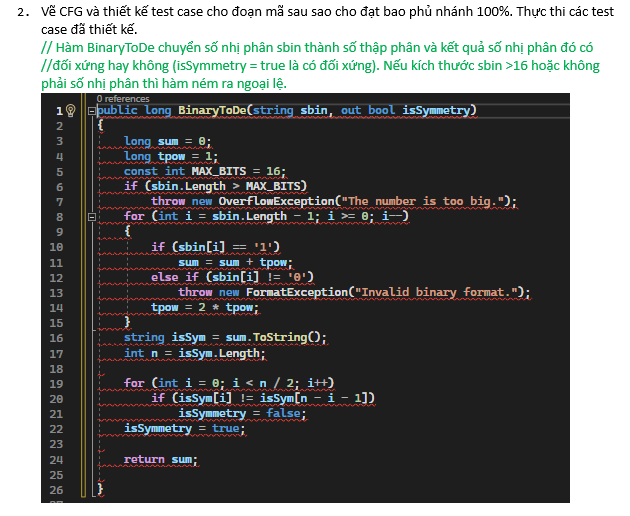 2. Vẽ CFG và thiết kế test case cho đoạn mã sau sao cho đạt bao phủ nhánh 100%. Thực thi các test
case đã thiết kế.
// Hàm BinaryToDe chuyển số nhị phân sbin thành số thập phân và kết quả số nhị phân đó có
//đối xứng hay không (isSymmetry = true là có đối xứng). Nếu kích thước sbin >16 hoặc không
phải số nhị phân thì hàm ném ra ngoại lệ.
0 references
1 public long BinaryToDe(string sbin, out bool isSymmetry)
2 {
3 long sum = 0;
4 long tpow = 1;
5 const int MAX_BITS = 16;
6 if (sbin.Length > MAX_BITS)
7 throw new OverflowException("The number is too big.");
8 for (int i = sbin.Length - 1; i >= 0; i--)
9 {
10 if (sbin[i] == '1')
11 sum = sum + tpow;
12 else if (sbin[i] != '0')
13 throw new FormatException("Invalid binary format.");
14 tpow = 2 * tpow;
15 }
16 string isSym = sum.ToString();
17 int n = isSym.Length;
18
19 for (int i = 0; i < n / 2; i++)
20 if (isSym[i] != isSym[n - i - 1])
21 isSymmetry = false;
22 isSymmetry = true;
23
24 return sum;
25
26 }